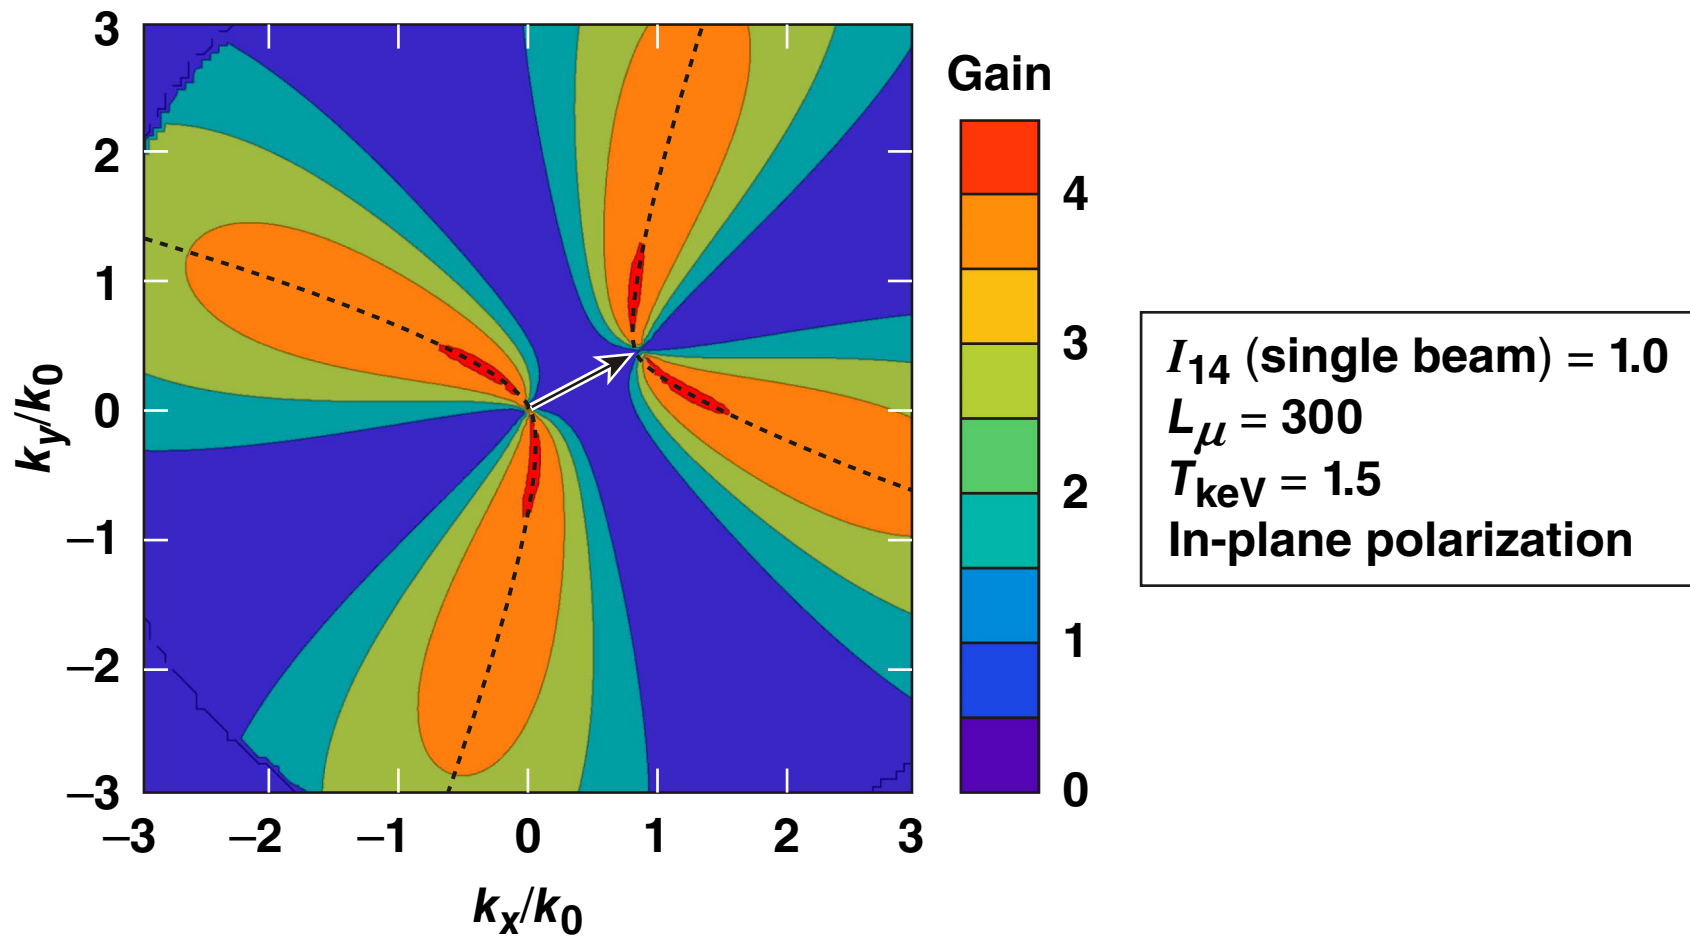 3
2
1
0
−1
−2
−3
k_y/k_0
−3 −2 −1 0 1 2 3
k_x/k_0
Gain
4
3
2
1
0
I_14 (single beam) = 1.0
L_μ = 300
T_keV = 1.5
In-plane polarization